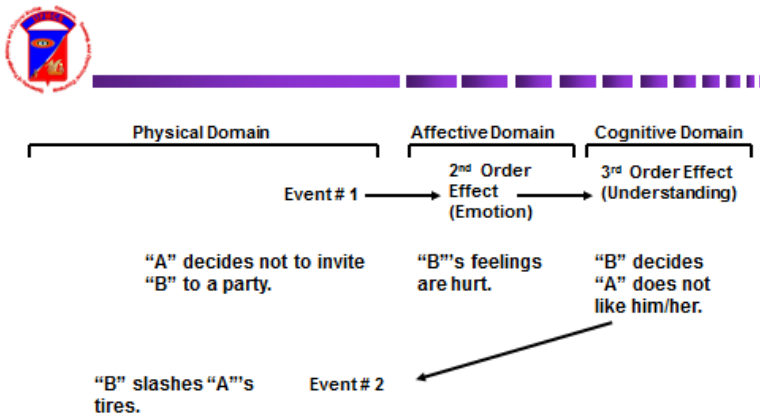 Physical Domain
Affective Domain
Cognitive Domain
Event # 1
2nd Order
Effect
(Emotion)
3rd Order Effect
(Understanding)
“A” decides not to invite
“B” to a party.
“B”’s feelings
are hurt.
“B” decides
“A” does not
like him/her.
“B” slashes “A”’s
tires.
Event # 2